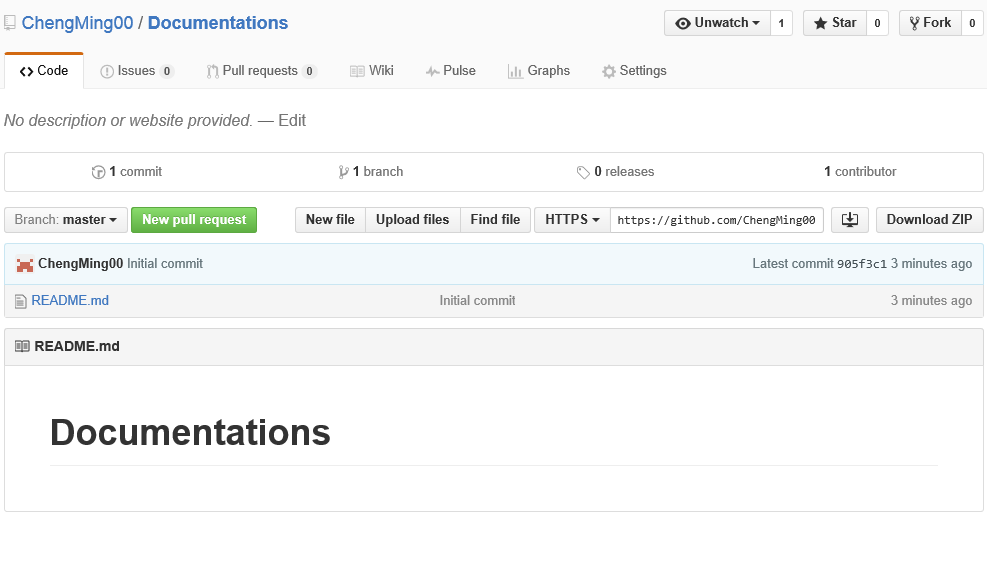 ChengMing00 / Documentations Unwatch 1 Star 0 Fork 0
Code Issues 0 Pull requests 0 Wiki Pulse Graphs Settings
No description or website provided. — Edit
1 commit 1 branch 0 releases 1 contributor
Branch: master New pull request New file Upload files Find file HTTPS https://github.com/ChengMing00 Download ZIP
ChengMing00 Initial commit Latest commit 905f3c1 3 minutes ago
README.md Initial commit 3 minutes ago
README.md
Documentations